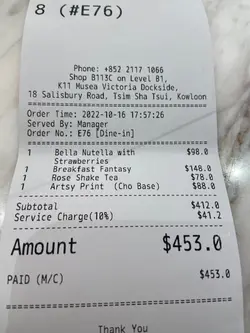 8 (#E76)
Phone: +852 2117 1066
Shop B113C on Level B1,
K11 Musea Victoria Dockside,
18 Salisbury Road, Tsim Sha Tsui, Kowloon
Order Time: 2022-10-16 17:57:26
Served By: Manager
Order No.: E76 [Dine-in]
1 Bella Nutella with $98.0
Strawberries
1 Breakfast Fantasy $148.0
1 Rose Shake Tea $78.0
1 Artsy Print (Cho Base) $88.0
Subtotal $412.0
Service Charge(10%) $41.2
Amount $453.0
PAID (M/C) $453.0
Thank You